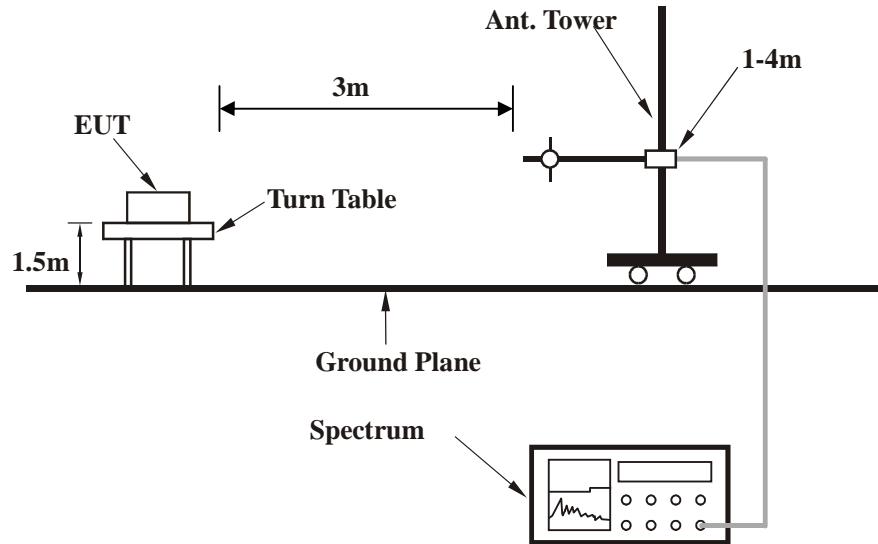 Ant. Tower
1-4m
3m
EUT
Turn Table
1.5m
Ground Plane
Spectrum